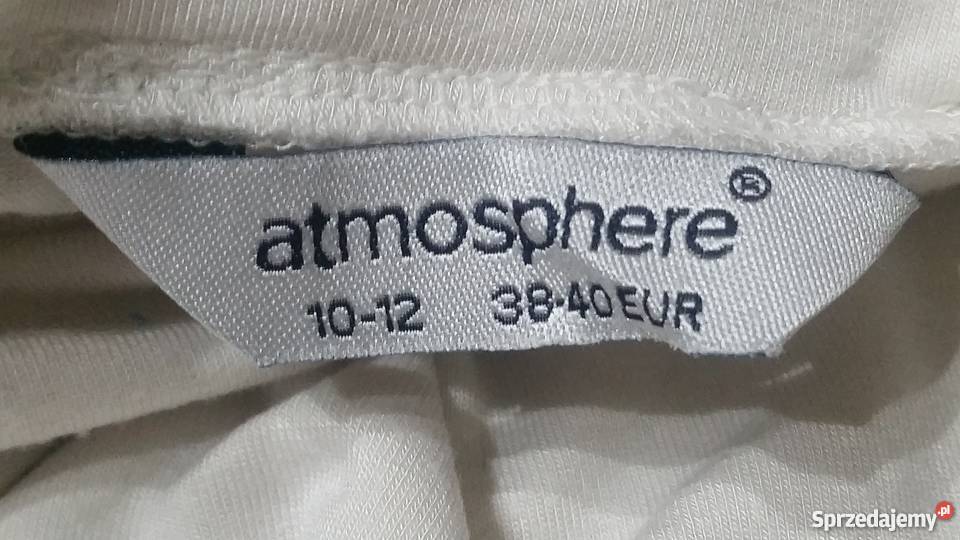 atmosphere®
10-12 38-40 EUR
Sprzedajemy.pl